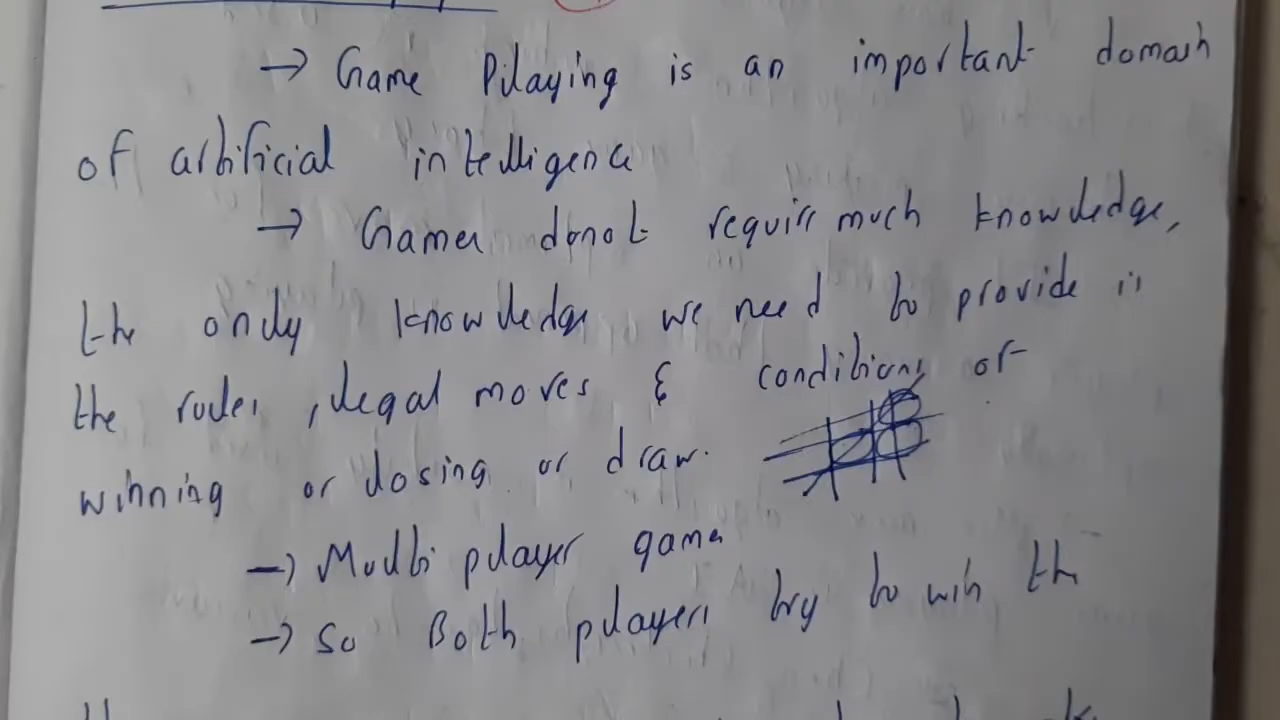 → Game Playing is an important domain
of artificial intelligence
→ Games donot require much knowledge,
the only knowledge we need to provide is
the rules, legal moves & conditions of
winning or losing or draw.
→ Multi player games
→ So Both players try to win the